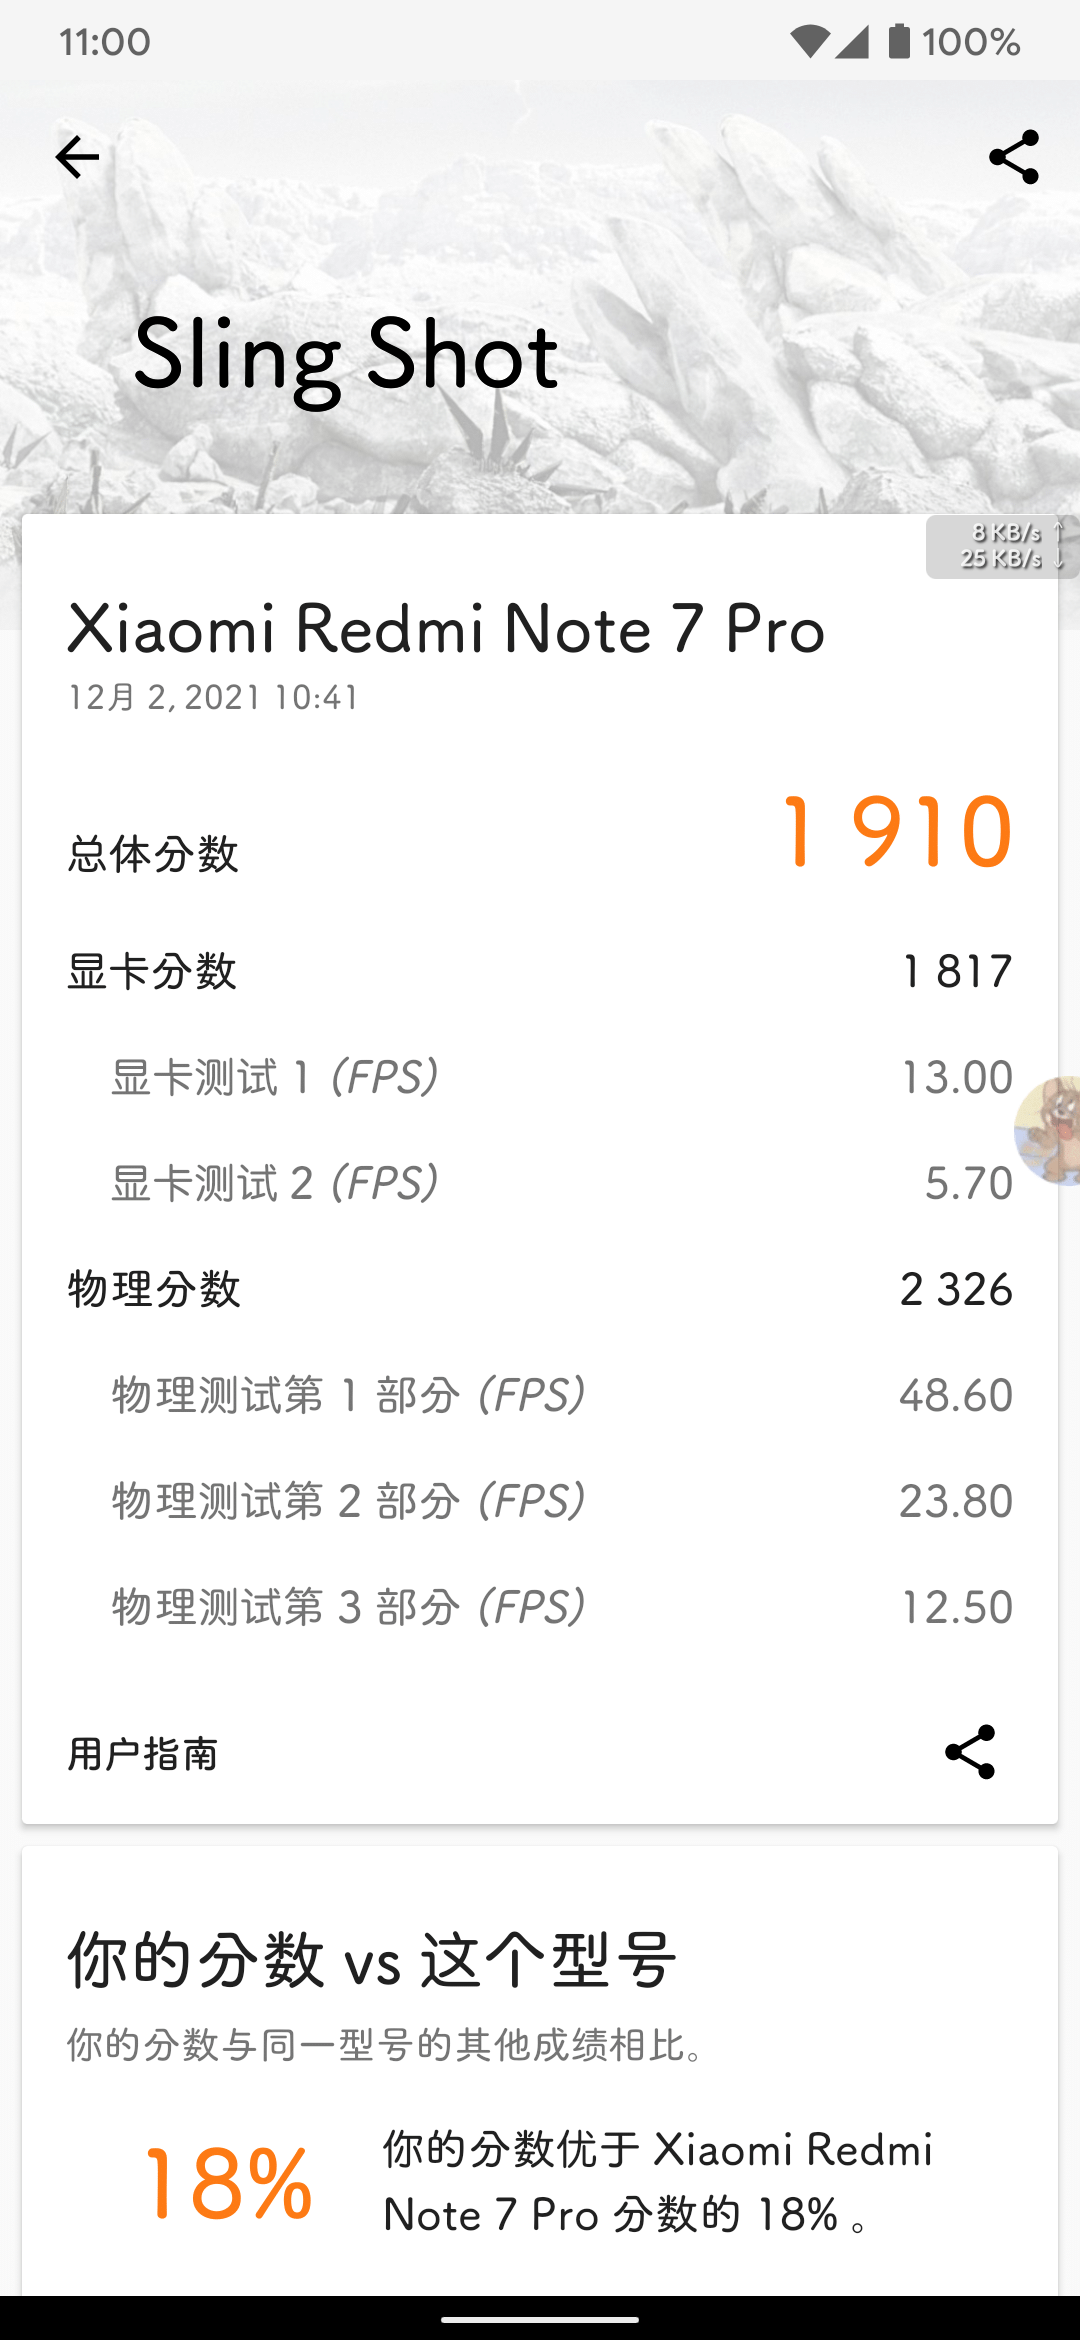 11:00 100%
Sling Shot
8 KB/s ↑
25 KB/s ↓
Xiaomi Redmi Note 7 Pro
12月 2, 2021 10:41
总体分数 1 910
显卡分数 1 817
显卡测试 1 (FPS) 13.00
显卡测试 2 (FPS) 5.70
物理分数 2 326
物理测试第 1 部分 (FPS) 48.60
物理测试第 2 部分 (FPS) 23.80
物理测试第 3 部分 (FPS) 12.50
用户指南
你的分数 vs 这个型号
你的分数与同一型号的其他成绩相比。
18%
你的分数优于 Xiaomi Redmi
Note 7 Pro 分数的 18% 。